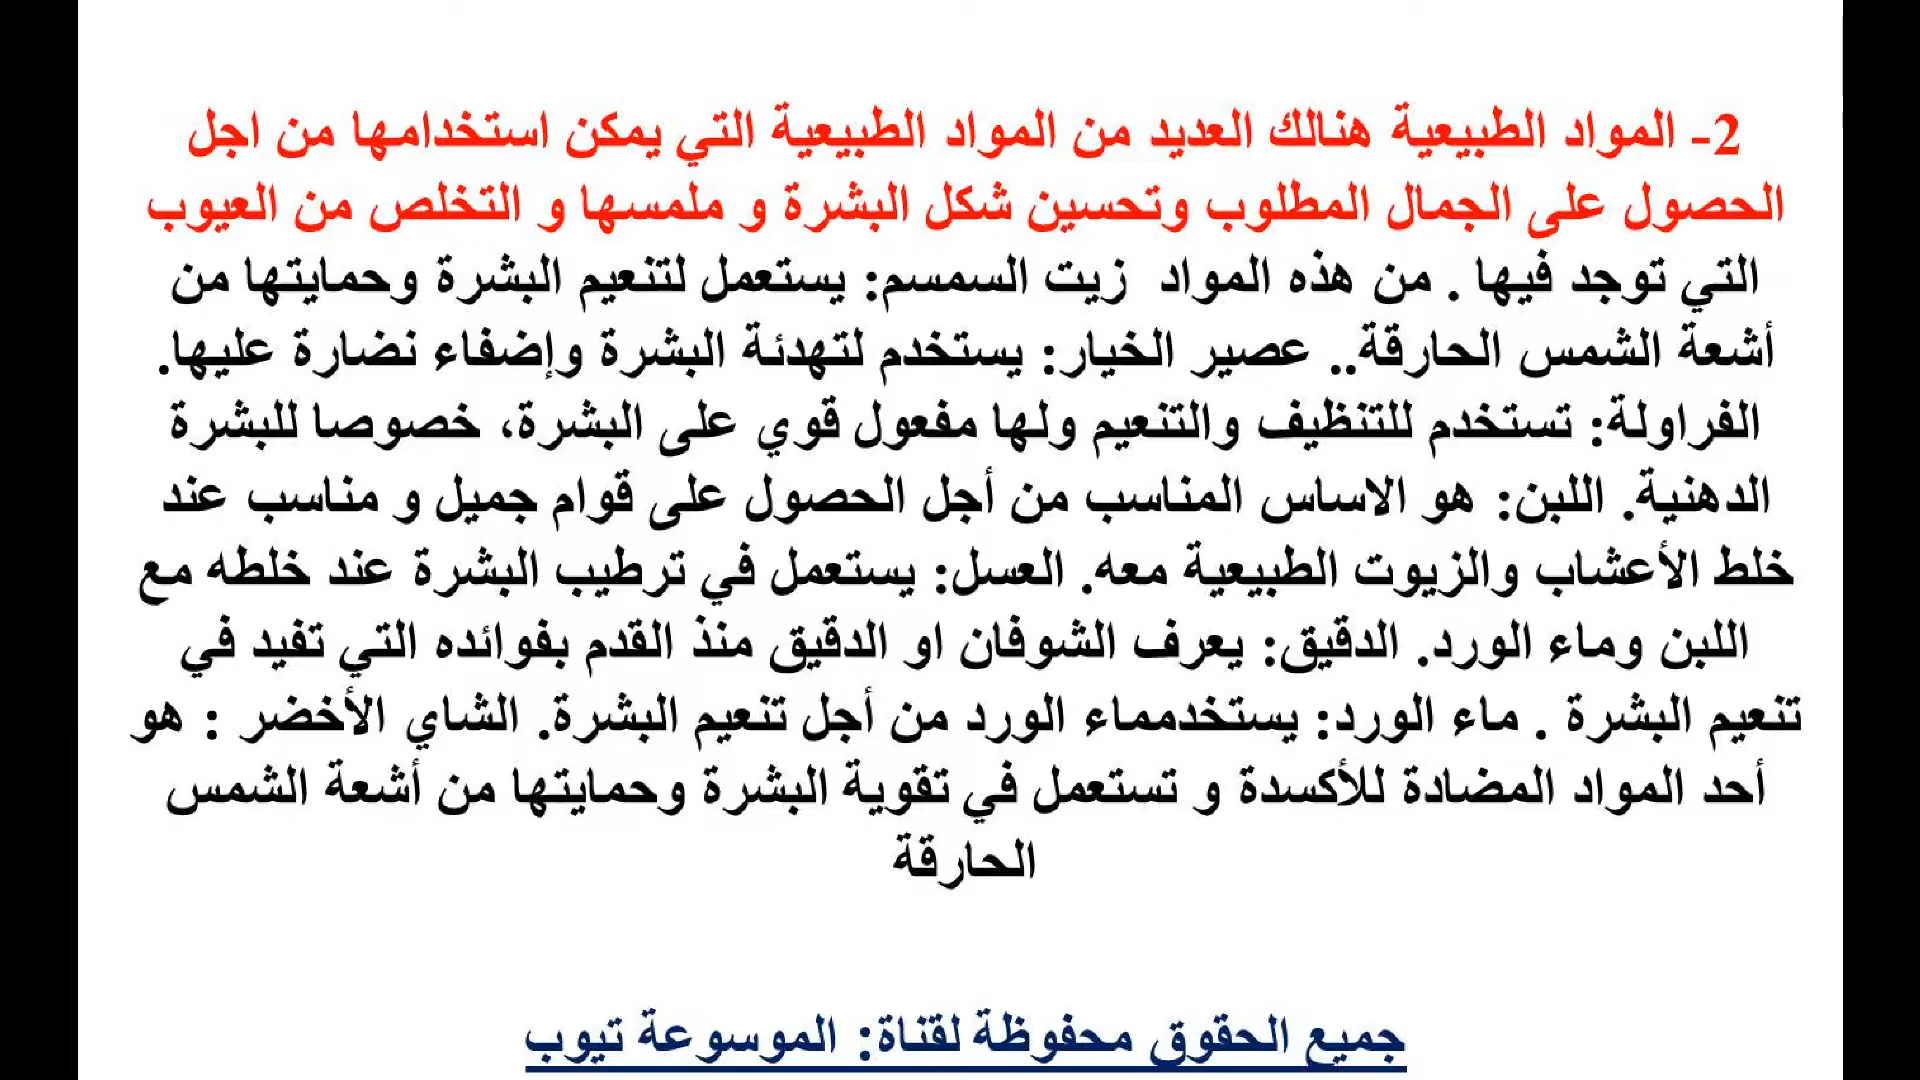 2- المواد الطبيعية هنالك العديد من المواد الطبيعية التي يمكن استخدامها من اجل
الحصول على الجمال المطلوب وتحسين شكل البشرة و ملمسها و التخلص من العيوب
التي توجد فيها . من هذه المواد زيت السمسم: يستعمل لتنعيم البشرة وحمايتها من
أشعة الشمس الحارقة.. عصير الخيار: يستخدم لتهدئة البشرة وإضفاء نضارة عليها.
الفراولة: تستخدم للتنظيف والتنعيم ولها مفعول قوي على البشرة، خصوصا للبشرة
الدهنية. اللبن: هو الاساس المناسب من أجل الحصول على قوام جميل و مناسب عند
خلط الأعشاب والزيوت الطبيعية معه. العسل: يستعمل في ترطيب البشرة عند خلطه مع
اللبن وماء الورد. الدقيق: يعرف الشوفان او الدقيق منذ القدم بفوائده التي تفيد في
تنعيم البشرة . ماء الورد: يستخدمماء الورد من أجل تنعيم البشرة. الشاي الأخضر : هو
أحد المواد المضادة للأكسدة و تستعمل في تقوية البشرة وحمايتها من أشعة الشمس
الحارقة
جميع الحقوق محفوظة لقناة: الموسوعة تيوب